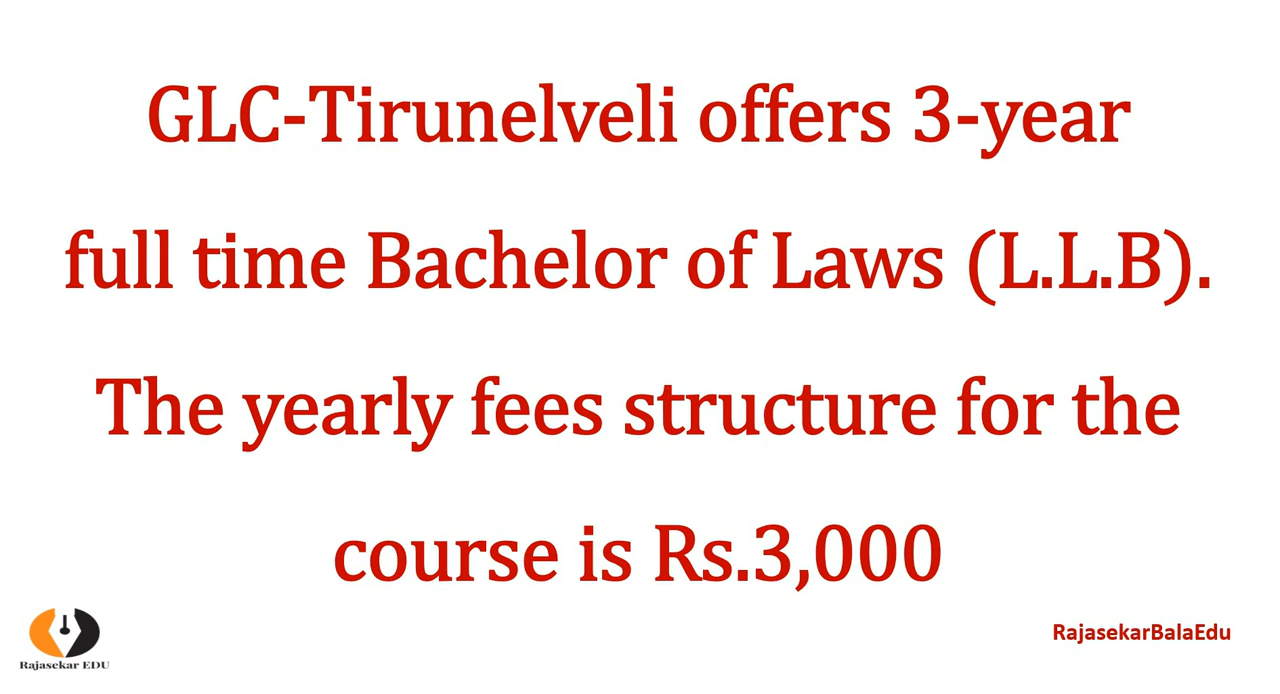 GLC-Tirunelveli offers 3-year
full time Bachelor of Laws (L.L.B).
The yearly fees structure for the
course is Rs.3,000
RajasekarBalaEdu
Rajasekar EDU